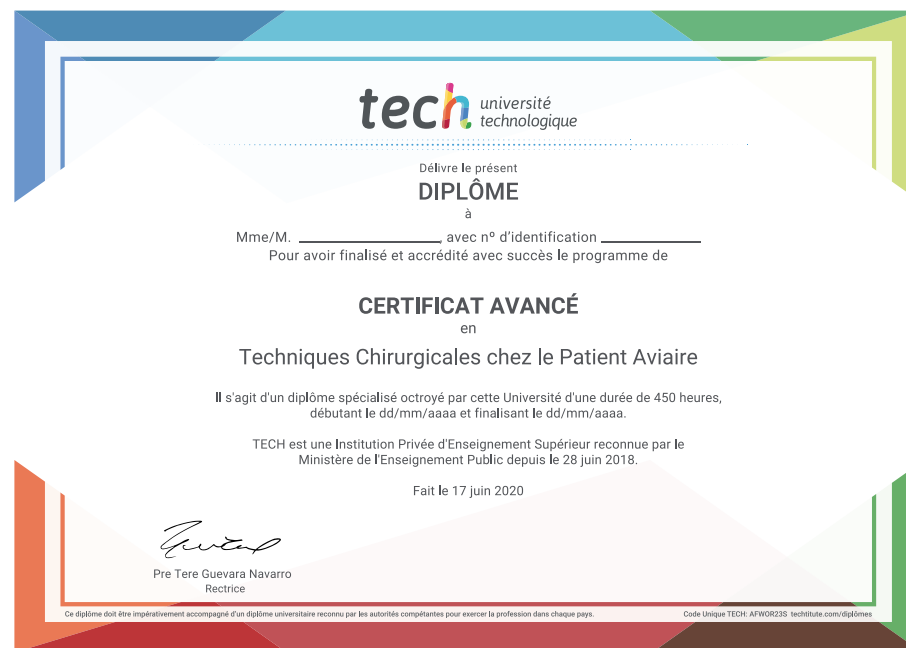 tech université
technologique
Délivre le présent
DIPLÔME
à
Mme/M. ____________________, avec nº d'identification ______________
Pour avoir finalisé et accrédité avec succès le programme de
CERTIFICAT AVANCÉ
en
Techniques Chirurgicales chez le Patient Aviaire
Il s'agit d'un diplôme spécialisé octroyé par cette Université d'une durée de 450 heures,
débutant le dd/mm/aaaa et finalisant le dd/mm/aaaa.
TECH est une Institution Privée d'Enseignement Supérieur reconnue par le
Ministère de l'Enseignement Public depuis le 28 juin 2018.
Fait le 17 juin 2020
Pre Tere Guevara Navarro
Rectrice
Ce diplôme doit être impérativement accompagné d'un diplôme universitaire reconnu par les autorités compétentes pour exercer la profession dans chaque pays.
Code Unique TECH: AFWOR23S techtitute.com/diplômes